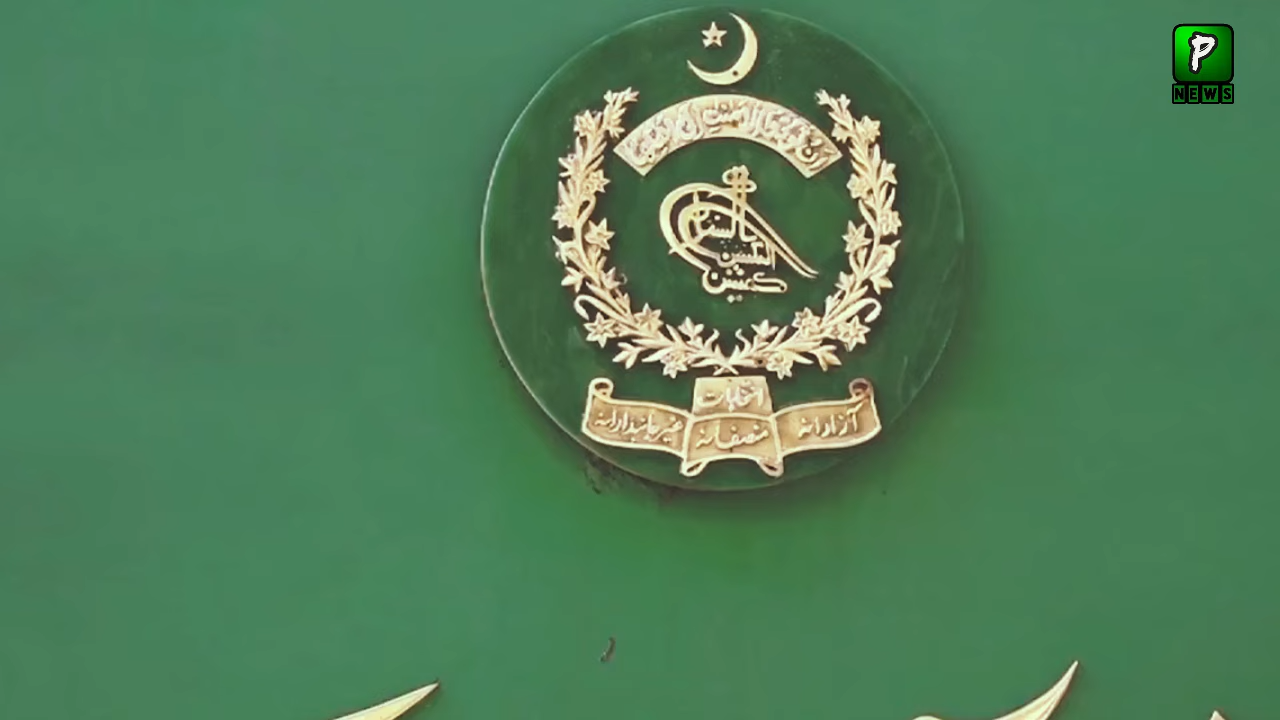 P
NEWS
پاکستان
الیکشن
کمیشن
انتخابات
آزادانہ منصفانہ غیر جانبدارانہ